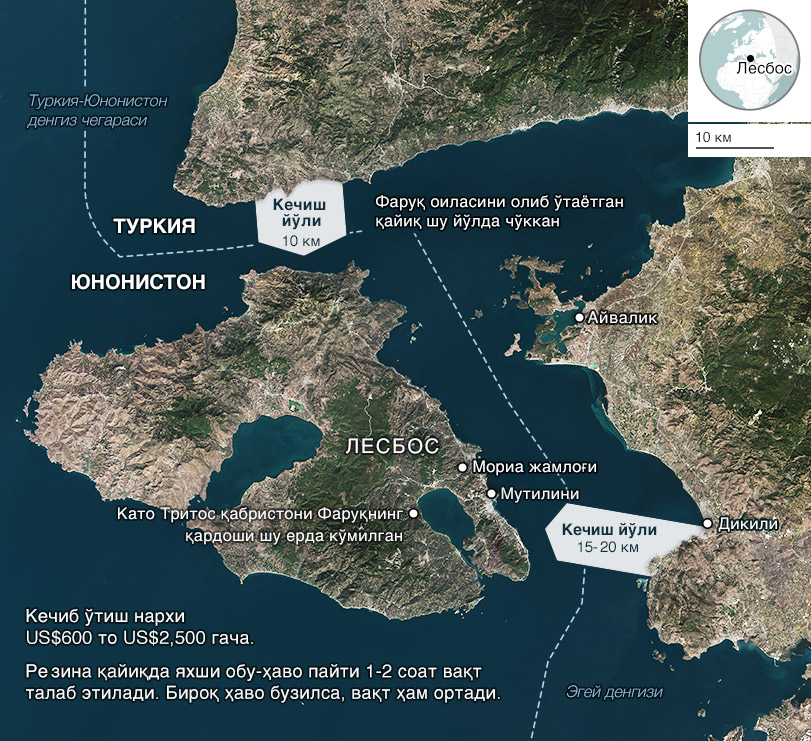 Лесбос
10 км
Туркия-Юнонистон
денгиз чегараси
Кечиш
йўли
10 км
Фаруқ оиласини олиб ўтаётган
қайиқ шу йўлда чўккан
ТУРКИЯ
ЮНОНИСТОН
Айвалик
ЛЕСБОС
Мориа жамлоғи
Мутилини
Като Тритос қабристони Фаруқнинг
қардоши шу ерда кўмилган
Кечиш йўли
15-20 км
Дикили
Кечиб ўтиш нархи
US$600 to US$2,500 гача.
Резина қайиқда яхши обу-ҳаво пайти 1-2 соат вақт
талаб этилади. Бироқ ҳаво бузилса, вақт ҳам ортади.
Эгей денгизи